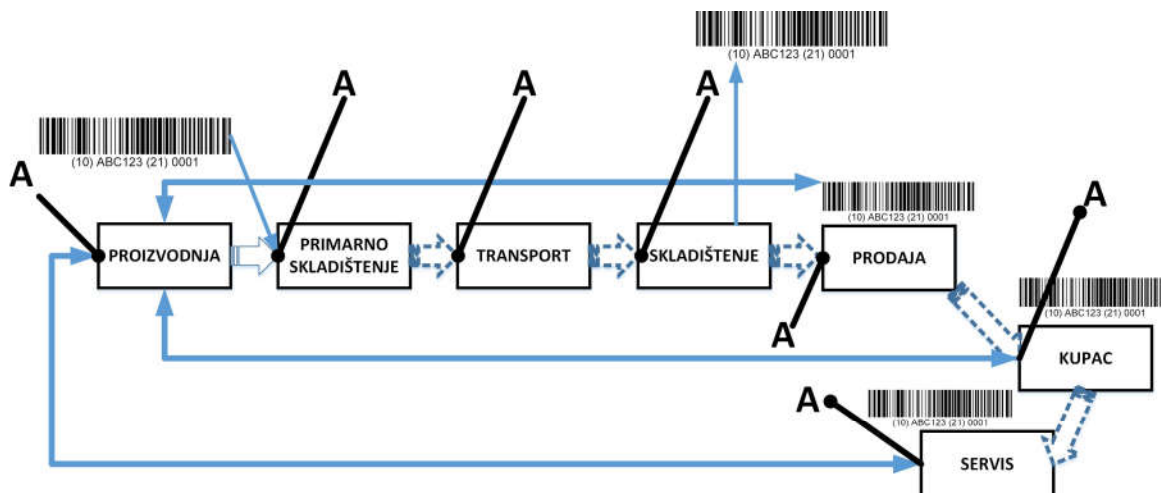 (10) ABC123 (21) 0001
A
A
A
(10) ABC123 (21) 0001
A
A
(10) ABC123 (21) 0001
A
PROIZVODNJA
PRIMARNO
SKLADIŠTENJE
TRANSPORT
SKLADIŠTENJE
PRODAJA
(10) ABC123 (21) 0001
A
KUPAC
A
(10) ABC123 (21) 0001
SERVIS